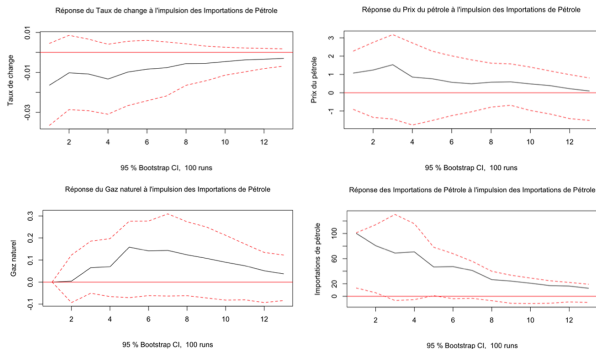 Réponse du Taux de change à l'impulsion des Importations de Pétrole
Taux de change
0.01
-0.01
-0.03
2 4 6 8 10 12
95 % Bootstrap CI, 100 runs
Réponse du Prix du pétrole à l'impulsion des Importations de Pétrole
Prix du pétrole
3
2
1
0
-1
2 4 6 8 10 12
95 % Bootstrap CI, 100 runs
Réponse du Gaz naturel à l'impulsion des Importations de Pétrole
Gaz naturel
0.3
0.2
0.1
0.0
-0.1
2 4 6 8 10 12
95 % Bootstrap CI, 100 runs
Réponse des Importations de Pétrole à l'impulsion des Importations de Pétrole
Importations de pétrole
100
60
20
0
2 4 6 8 10 12
95 % Bootstrap CI, 100 runs